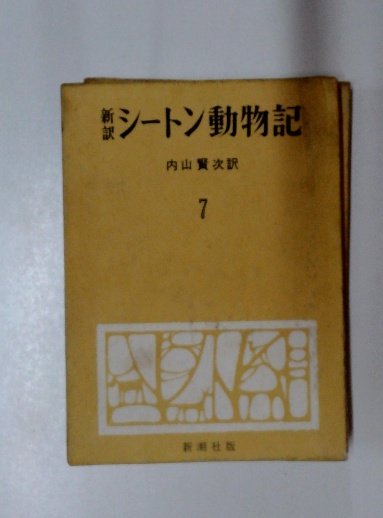 新訳 シートン動物記
内山賢次訳
7
新潮社版